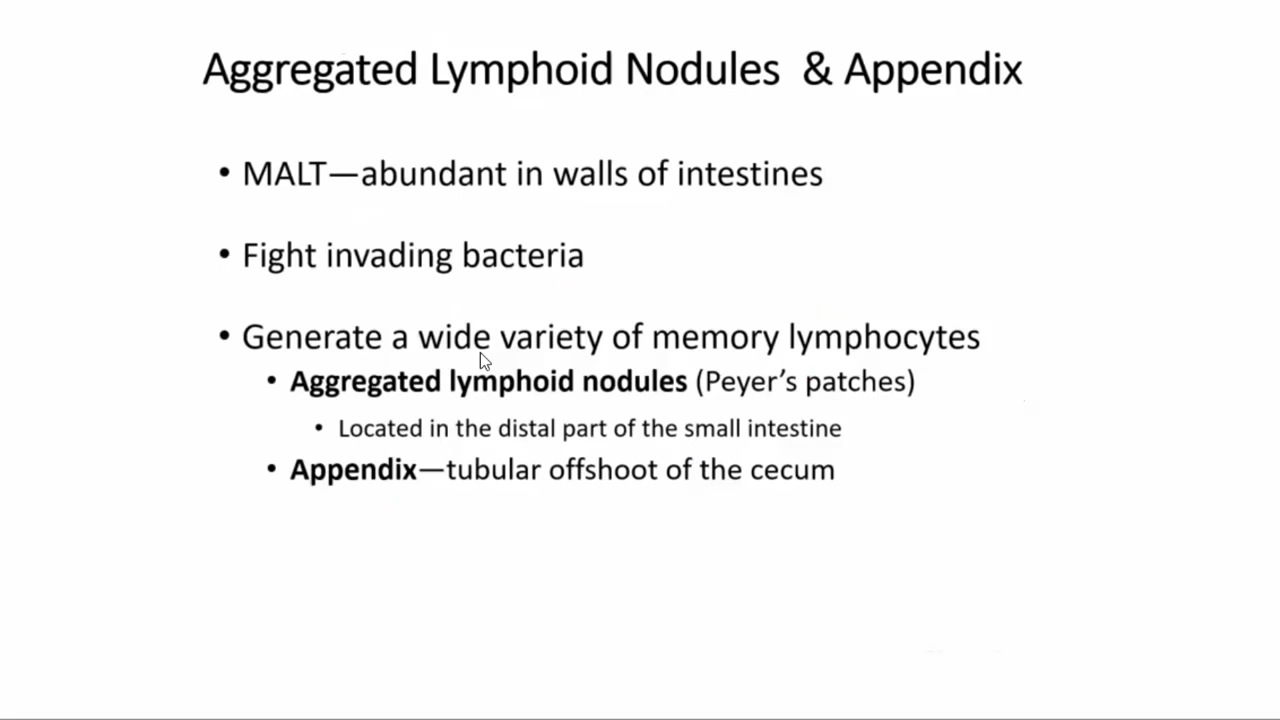 Aggregated Lymphoid Nodules & Appendix
• MALT—abundant in walls of intestines
• Fight invading bacteria
• Generate a wide variety of memory lymphocytes
• Aggregated lymphoid nodules (Peyer's patches)
• Located in the distal part of the small intestine
• Appendix—tubular offshoot of the cecum